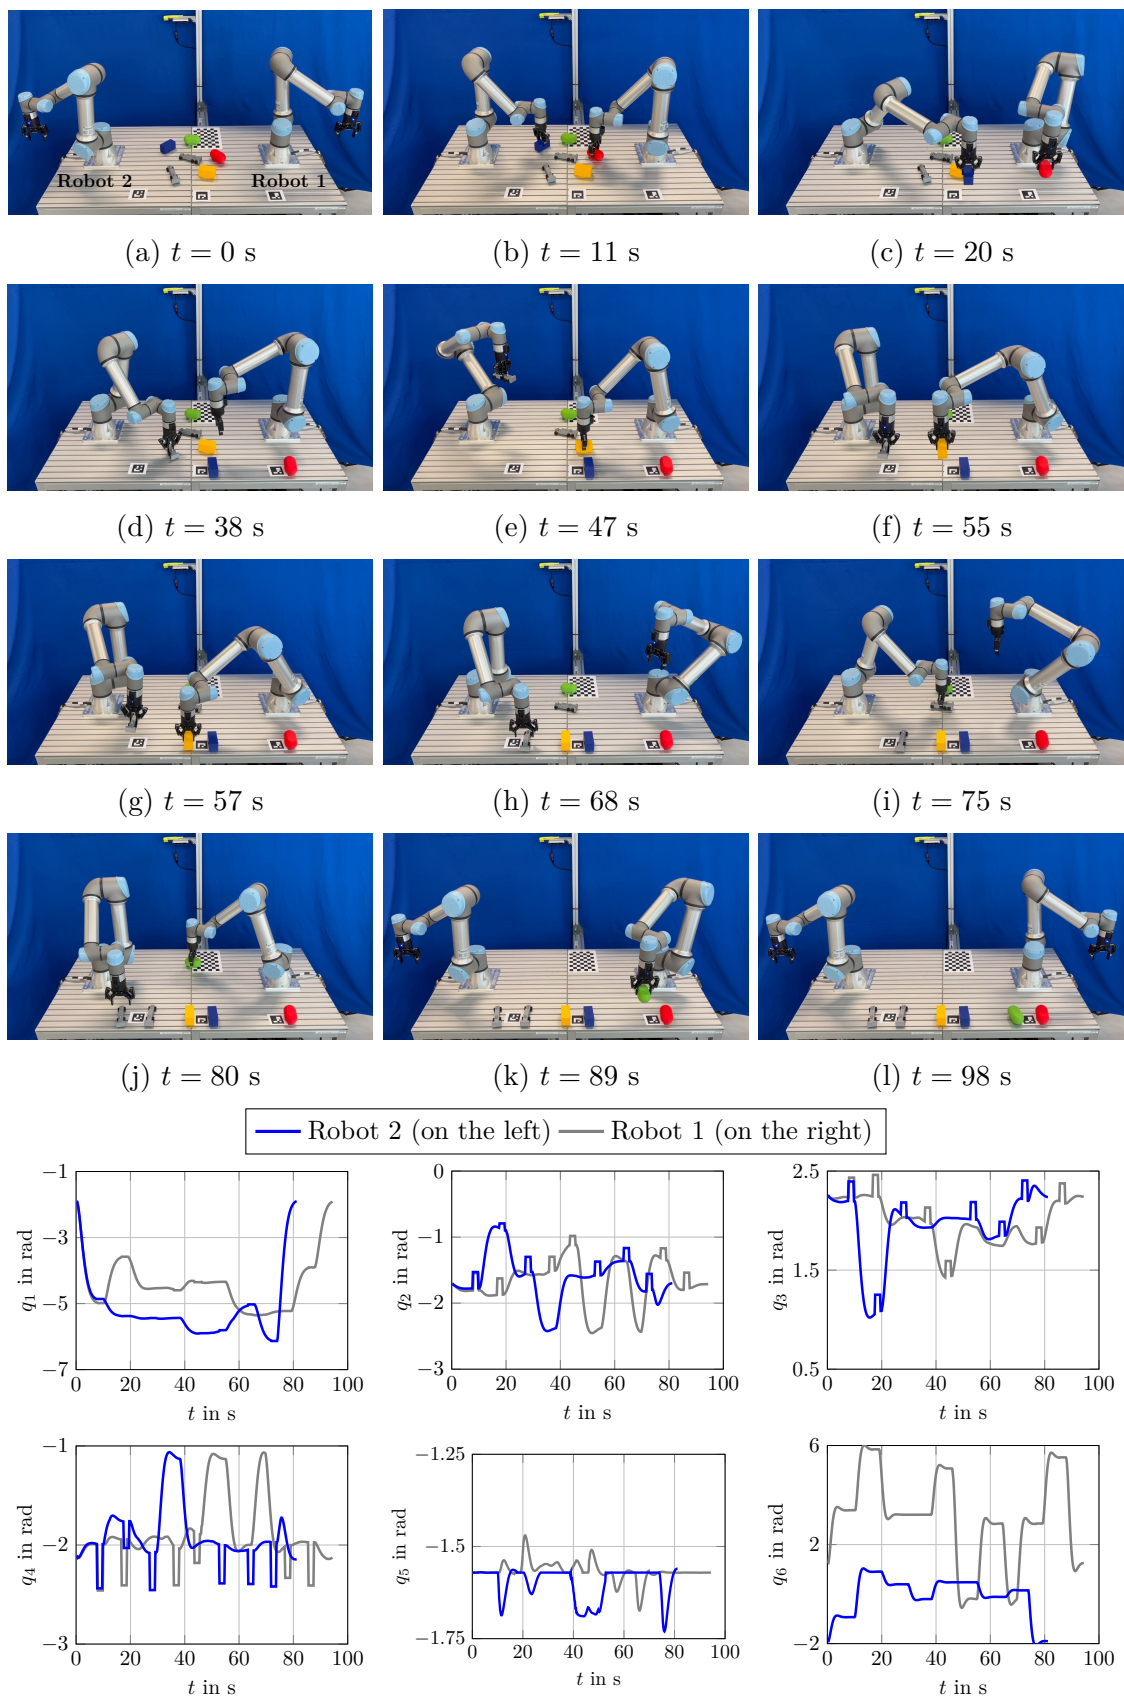 Robot 2 Robot 1
(a) t = 0 s (b) t = 11 s (c) t = 20 s
(d) t = 38 s (e) t = 47 s (f) t = 55 s
(g) t = 57 s (h) t = 68 s (i) t = 75 s
(j) t = 80 s (k) t = 89 s (l) t = 98 s
Robot 2 (on the left) Robot 1 (on the right)
−1
−3
−5
−7
q1 in rad
0 20 40 60 80 100
t in s
0
−1
−2
−3
q2 in rad
0 20 40 60 80 100
t in s
2.5
1.5
0.5
q3 in rad
0 20 40 60 80 100
t in s
−1
−2
−3
q4 in rad
0 20 40 60 80 100
t in s
−1.25
−1.5
−1.75
q5 in rad
0 20 40 60 80 100
t in s
6
2
−2
q6 in rad
0 20 40 60 80 100
t in s